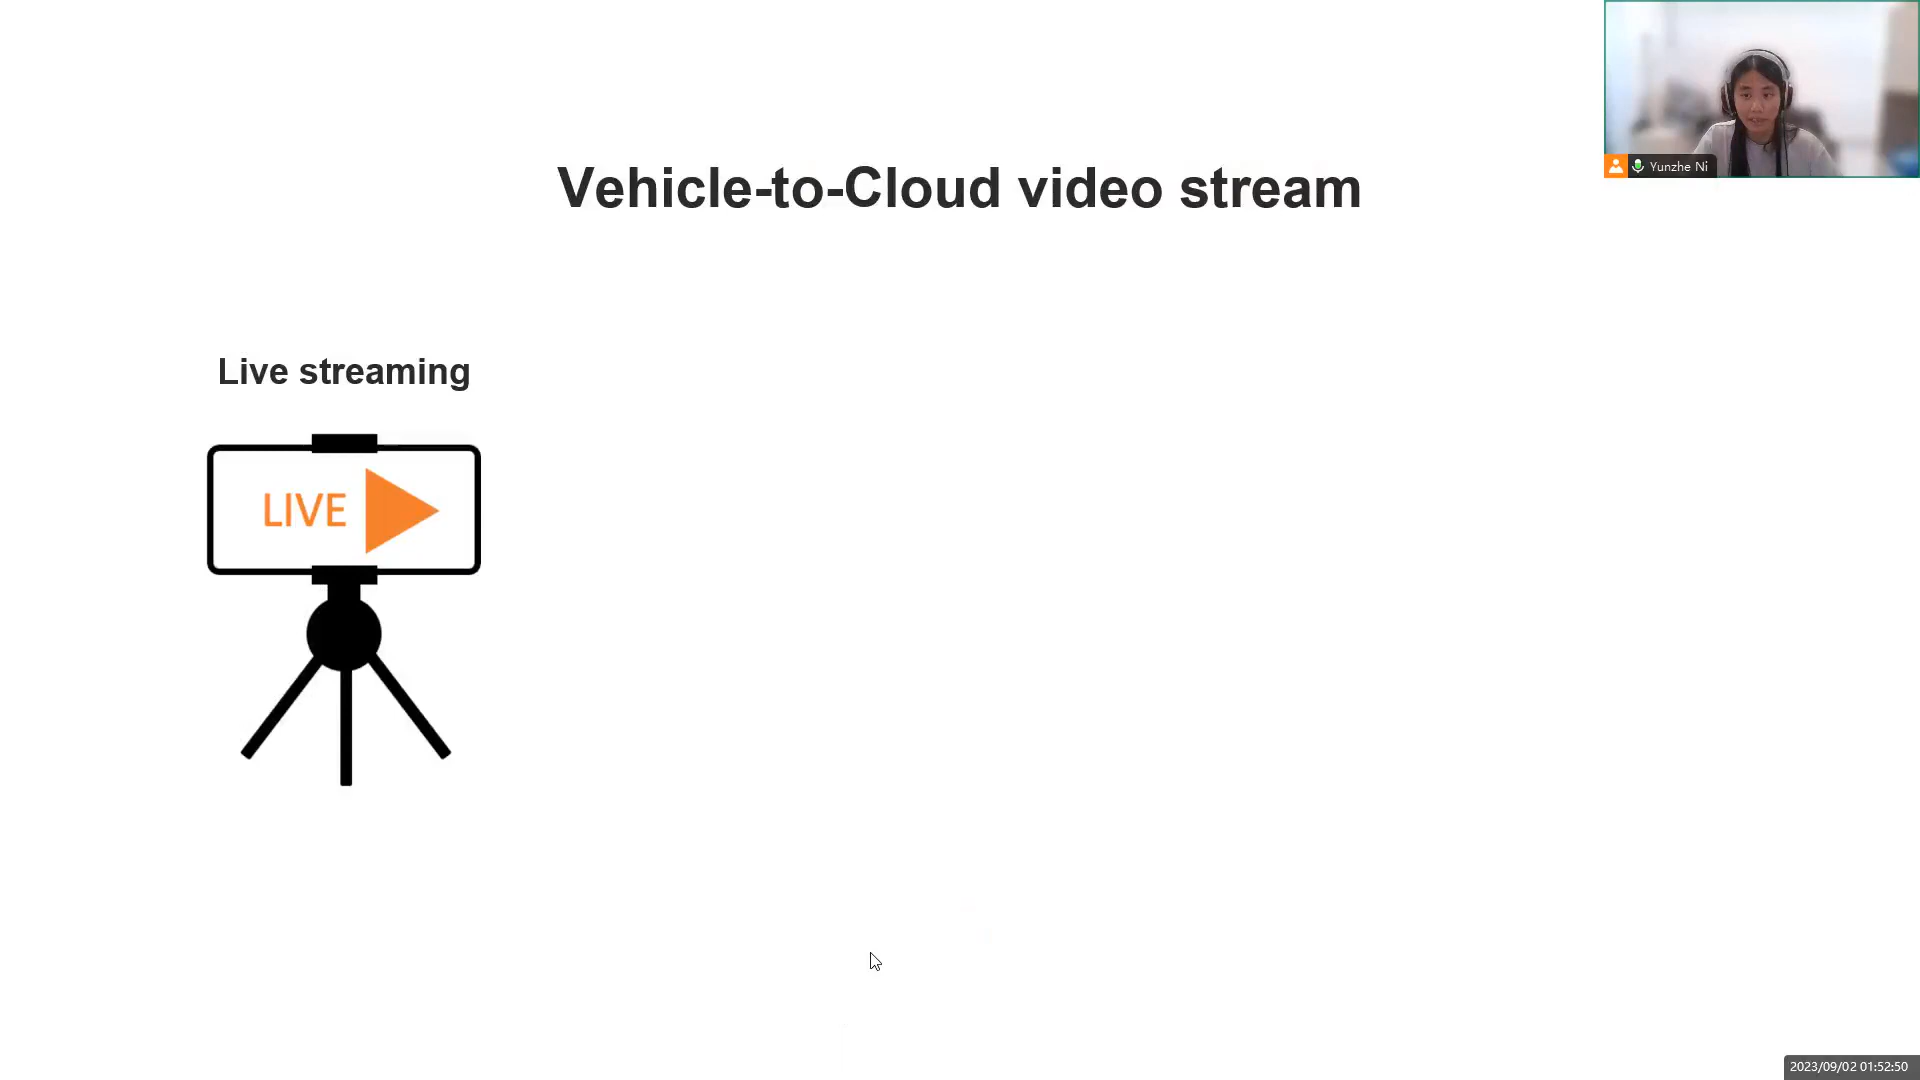 Yunzhe Ni
Vehicle-to-Cloud video stream
Live streaming
LIVE
2023/09/02 01:52:50